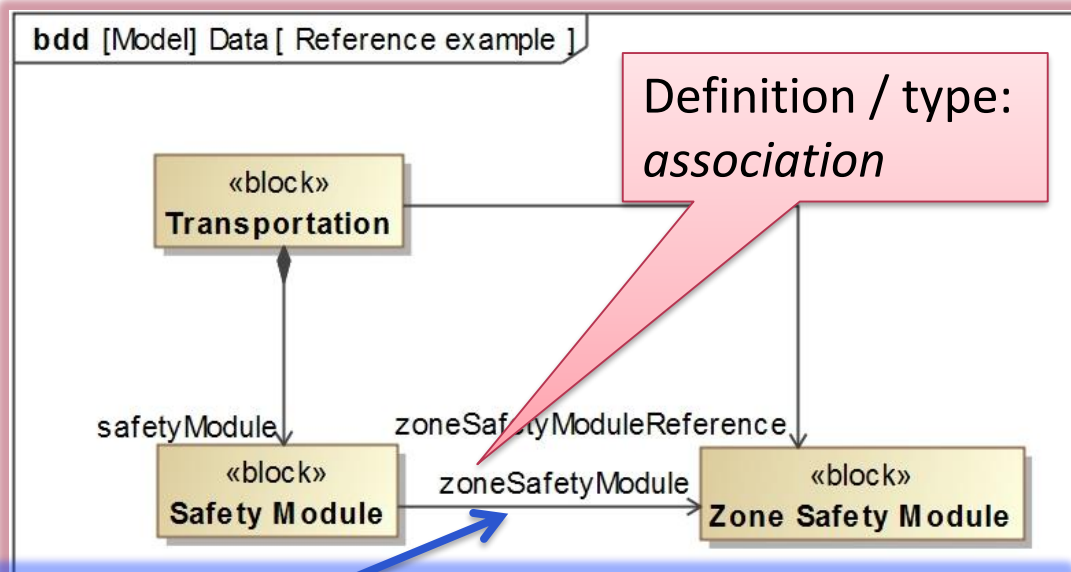 bdd [Model] Data [ Reference example ]
Definition / type:
association
«block»
Transportation
safetyModule
zoneSafetyModuleReference
«block»
Safety Module
zoneSafetyModule
«block»
Zone Safety Module